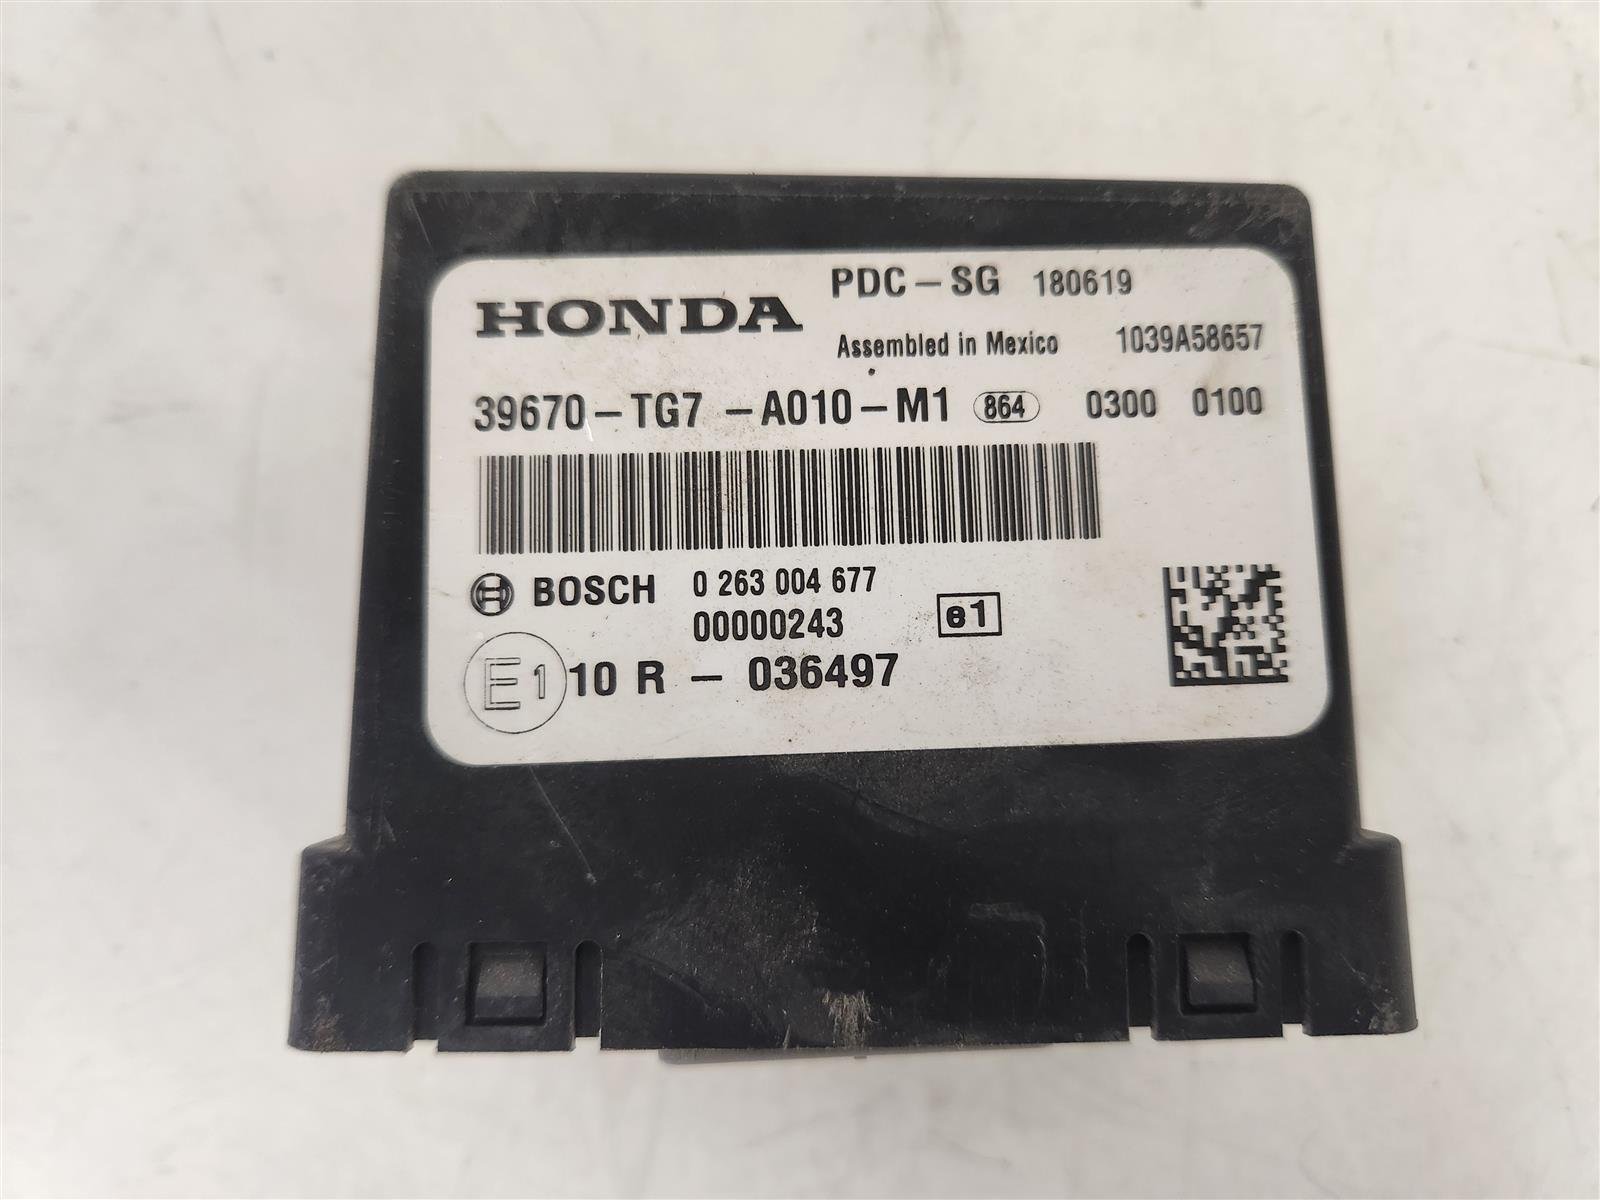 HONDA PDC-SG 180619
Assembled in Mexico 1039A58657
39670-TG7 -A010-M1 864 0300 0100
BOSCH 0 263 004 677
00000243 e1
E1 10 R - 036497